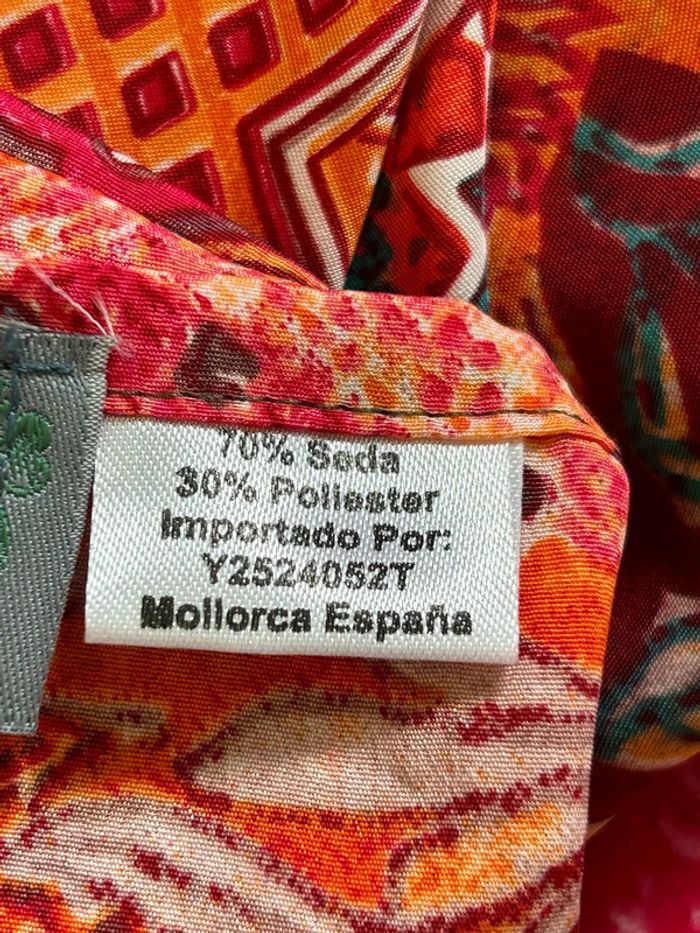 70% Seda
30% Poliester
Importado Por:
Y2524052T
Mollorca España